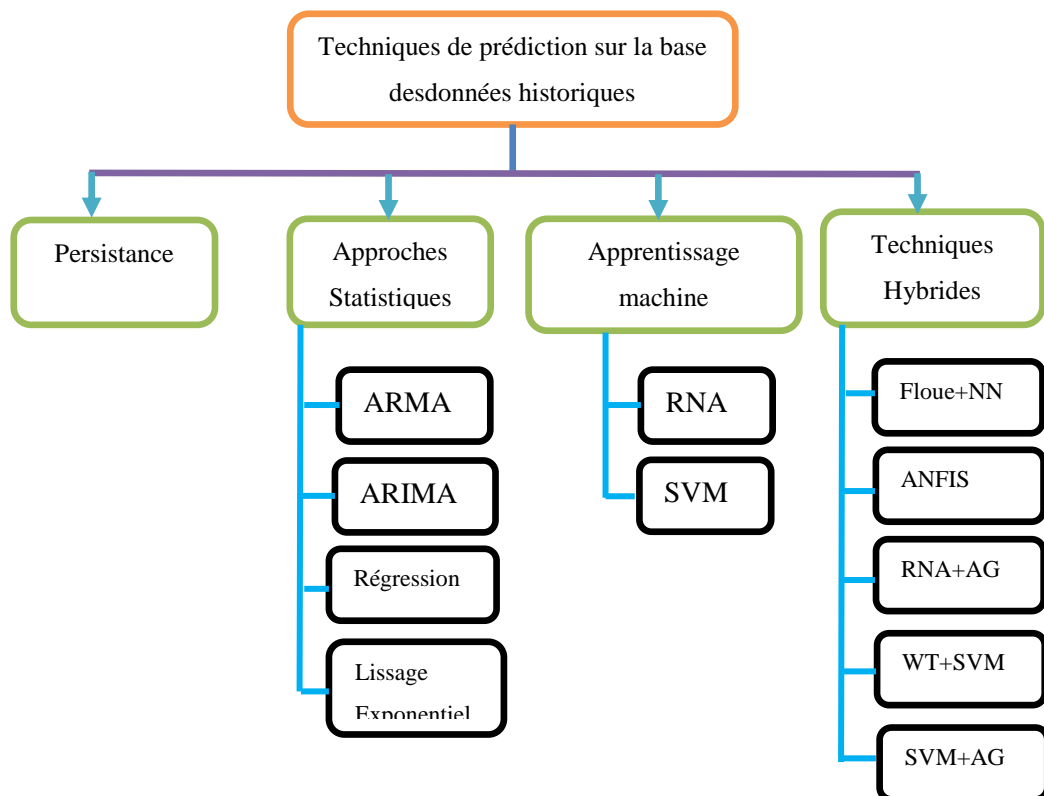 Techniques de prédiction sur la base
desdonnées historiques
Persistance
Approches
Statistiques
Apprentissage
machine
Techniques
Hybrides
ARMA
ARIMA
Régression
Lissage
Exponentiel
RNA
SVM
Floue+NN
ANFIS
RNA+AG
WT+SVM
SVM+AG